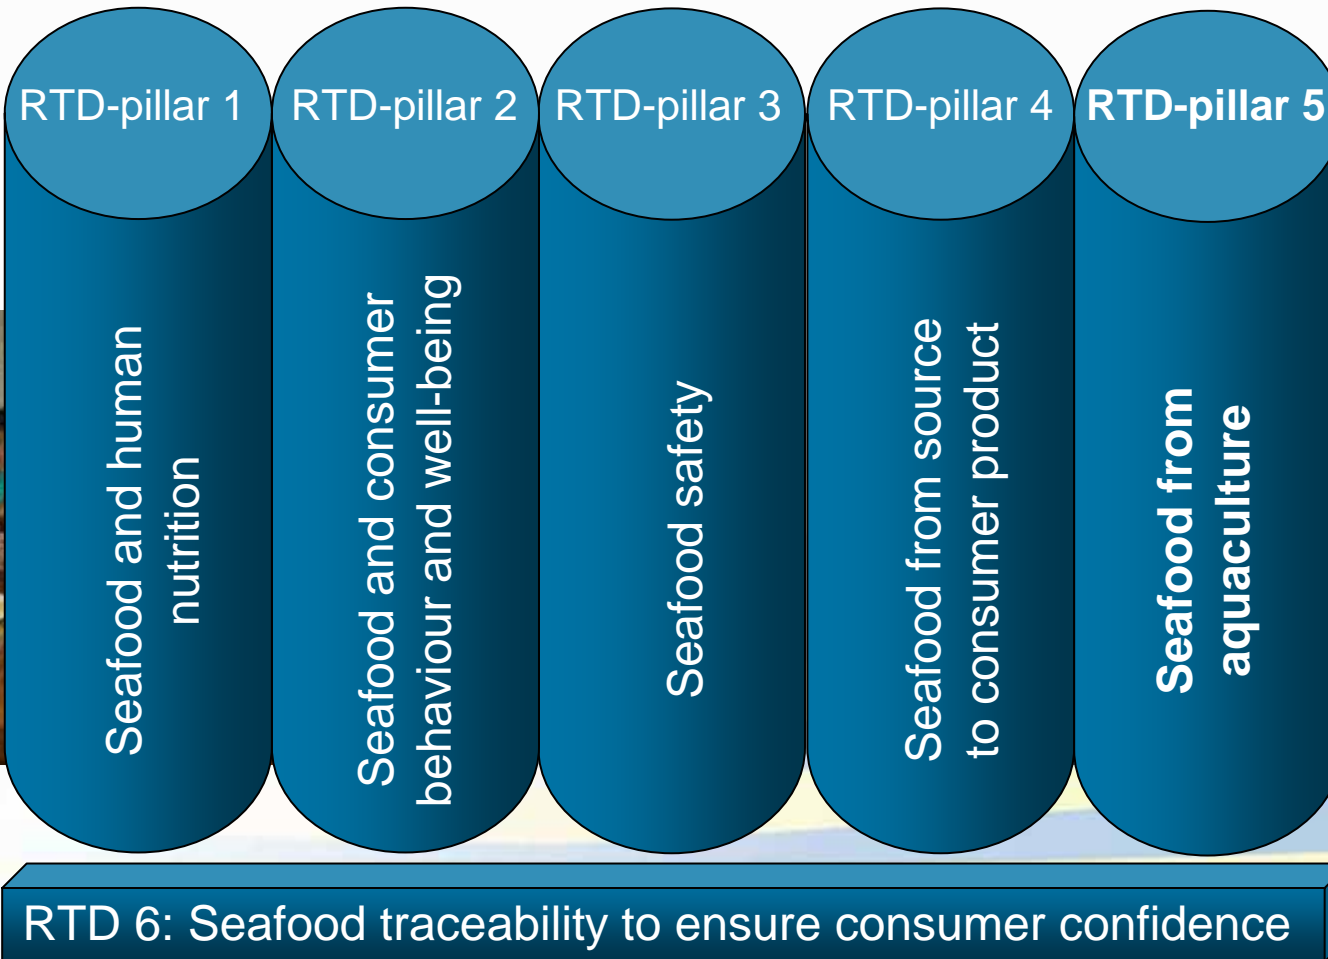 RTD-pillar 1
RTD-pillar 2
RTD-pillar 3
RTD-pillar 4
RTD-pillar 5
Seafood and human
nutrition
Seafood and consumer
behaviour and well-being
Seafood safety
Seafood from source
to consumer product
Seafood from
aquaculture
RTD 6: Seafood traceability to ensure consumer confidence